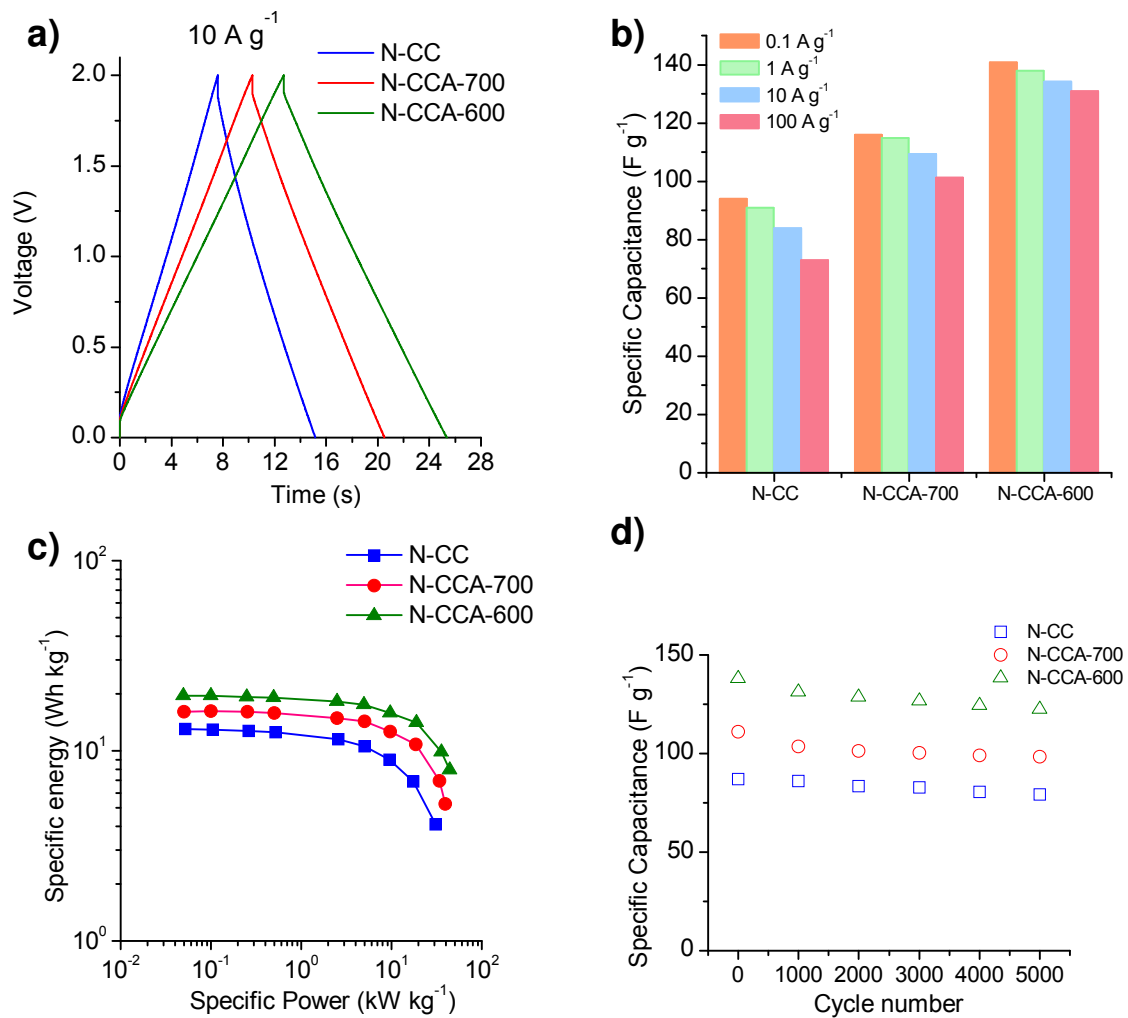 a)
10 A g⁻¹
N-CC
N-CCA-700
N-CCA-600
2.0
1.5
1.0
0.5
0.0
Voltage (V)
0 4 8 12 16 20 24 28
Time (s)
b)
0.1 A g⁻¹
1 A g⁻¹
10 A g⁻¹
100 A g⁻¹
140
120
100
80
60
40
20
0
Specific Capacitance (F g⁻¹)
N-CC N-CCA-700 N-CCA-600
c)
N-CC
N-CCA-700
N-CCA-600
10²
10¹
10⁰
Specific energy (Wh kg⁻¹)
10⁻² 10⁻¹ 10⁰ 10¹ 10²
Specific Power (kW kg⁻¹)
d)
N-CC
N-CCA-700
N-CCA-600
150
100
50
0
Specific Capacitance (F g⁻¹)
0 1000 2000 3000 4000 5000
Cycle number